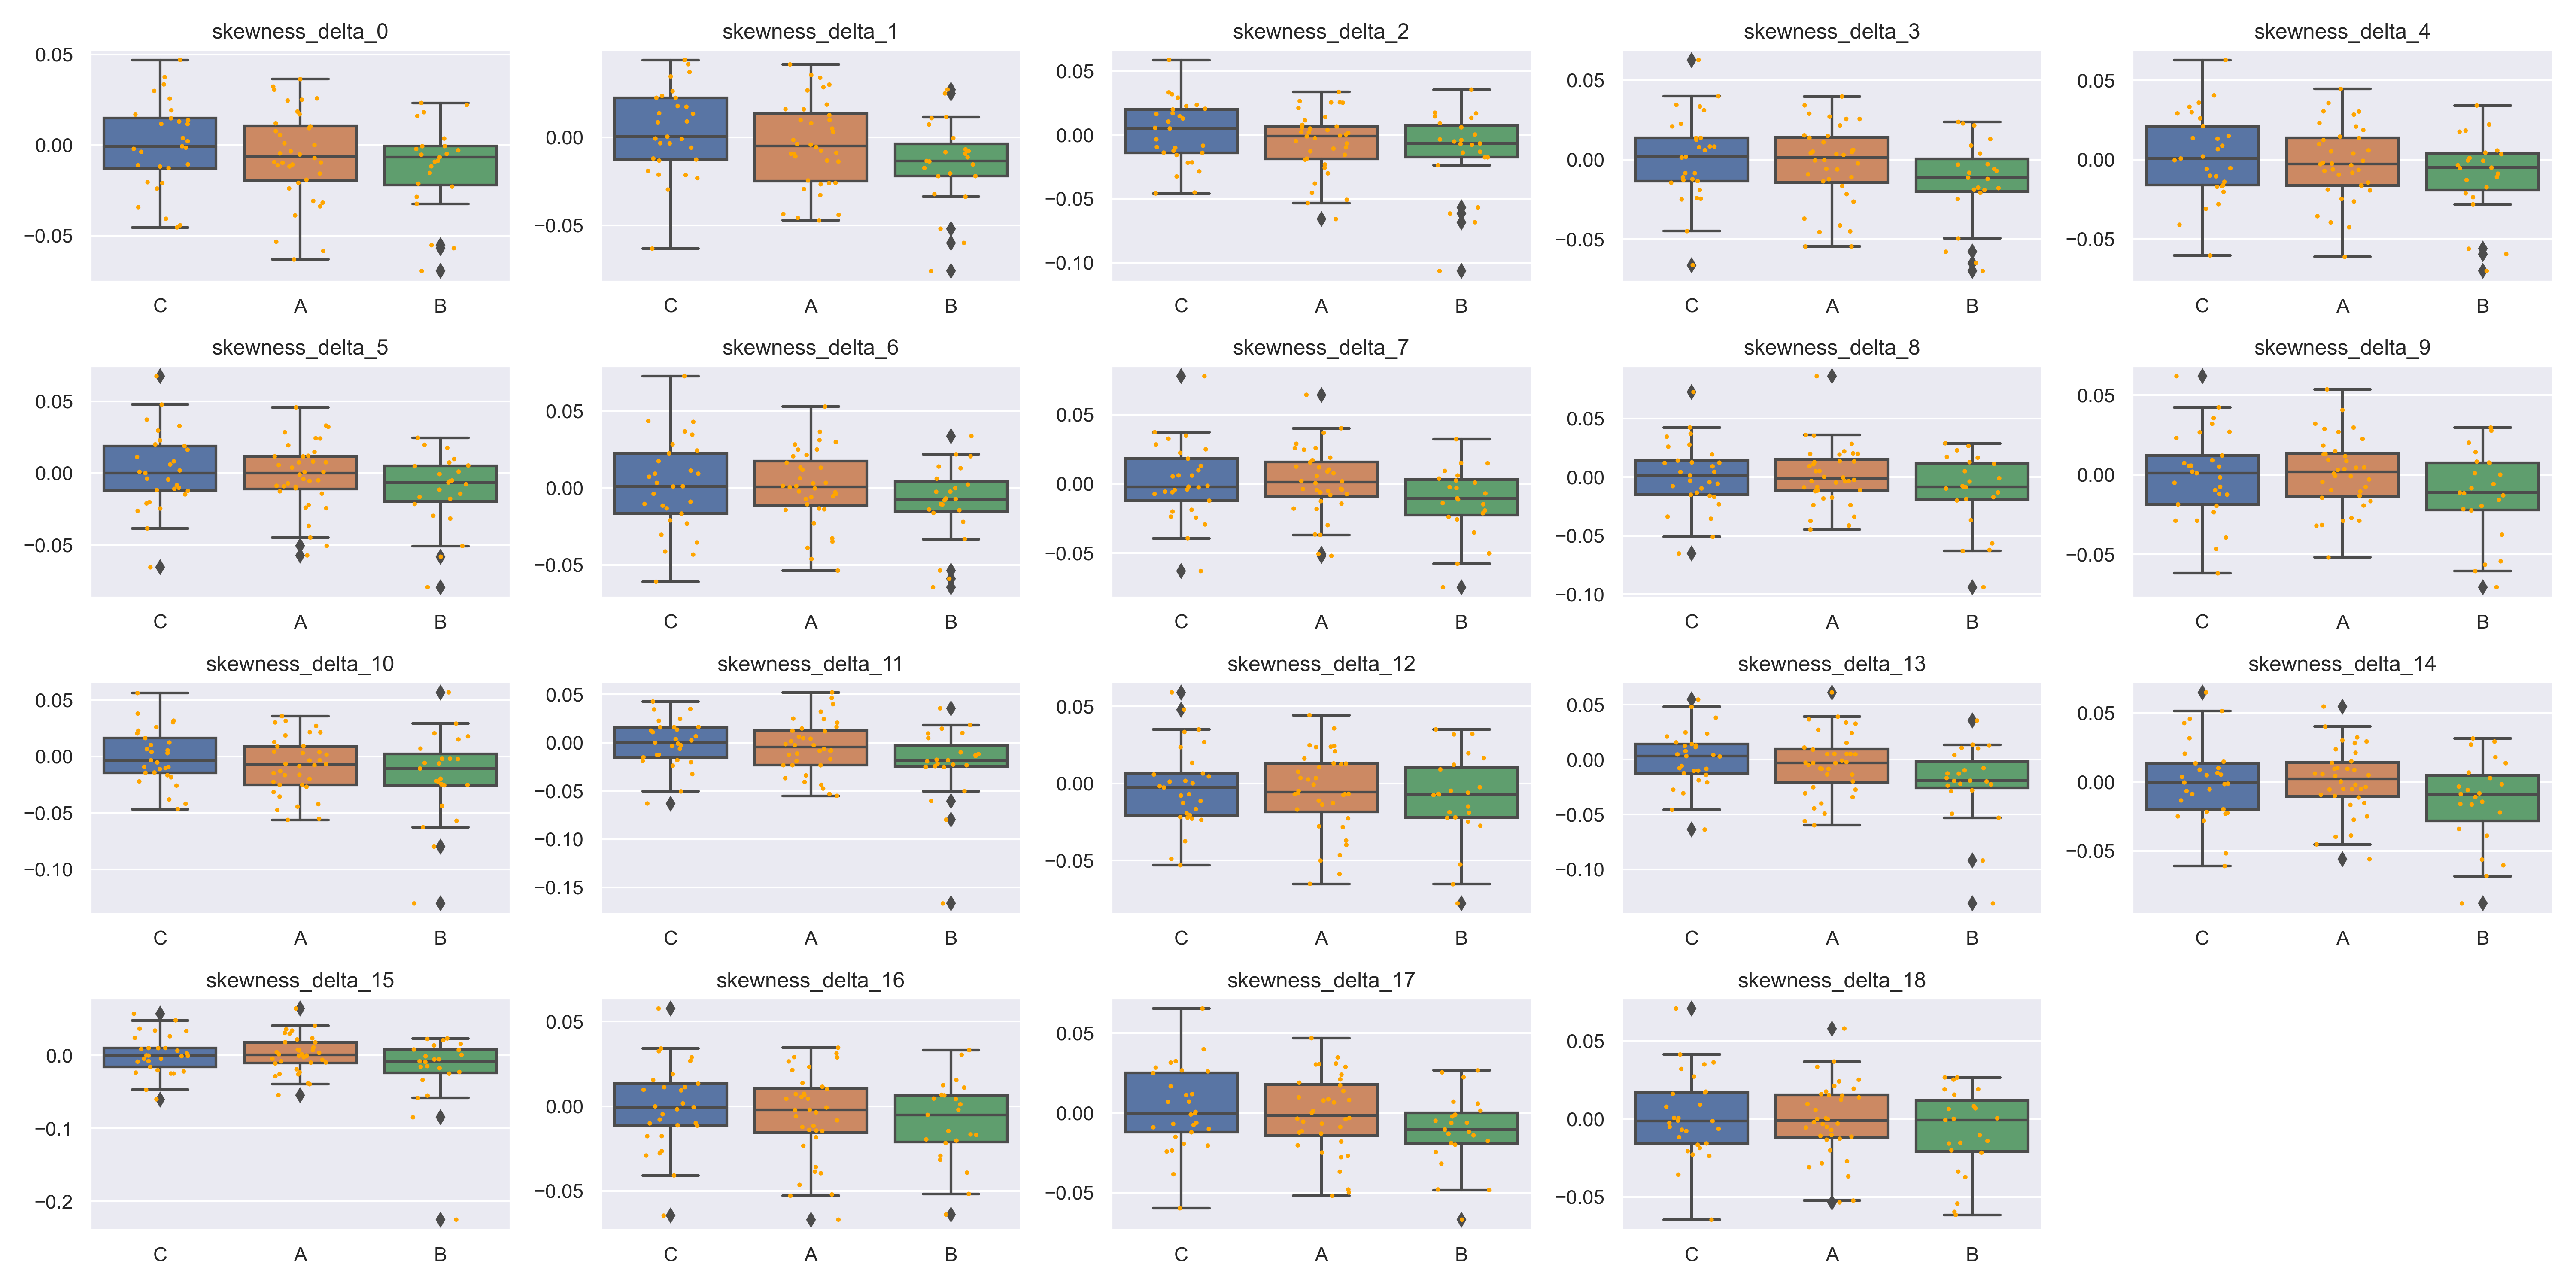 skewness_delta_0
0.05
0.00
−0.05
C A B
skewness_delta_1
0.00
−0.05
C A B
skewness_delta_2
0.05
0.00
−0.05
−0.10
C A B
skewness_delta_3
0.05
0.00
−0.05
C A B
skewness_delta_4
0.05
0.00
−0.05
C A B
skewness_delta_5
0.05
0.00
−0.05
C A B
skewness_delta_6
0.05
0.00
−0.05
C A B
skewness_delta_7
0.05
0.00
−0.05
C A B
skewness_delta_8
0.05
0.00
−0.05
−0.10
C A B
skewness_delta_9
0.05
0.00
−0.05
C A B
skewness_delta_10
0.05
0.00
−0.05
−0.10
C A B
skewness_delta_11
0.05
0.00
−0.05
−0.10
−0.15
C A B
skewness_delta_12
0.05
0.00
−0.05
C A B
skewness_delta_13
0.05
0.00
−0.05
−0.10
C A B
skewness_delta_14
0.05
0.00
−0.05
C A B
skewness_delta_15
0.0
−0.1
−0.2
C A B
skewness_delta_16
0.05
0.00
−0.05
C A B
skewness_delta_17
0.05
0.00
−0.05
C A B
skewness_delta_18
0.05
0.00
−0.05
C A B